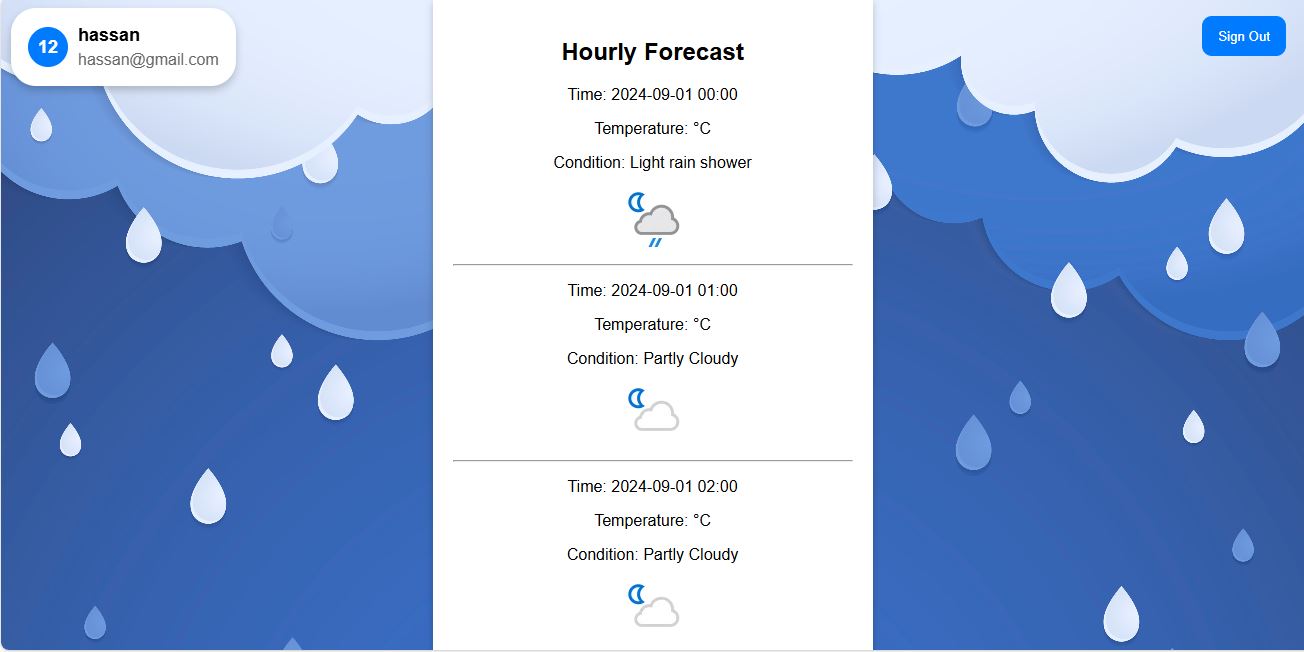 12
hassan
hassan@gmail.com
Sign Out
Hourly Forecast
Time: 2024-09-01 00:00
Temperature: °C
Condition: Light rain shower
Time: 2024-09-01 01:00
Temperature: °C
Condition: Partly Cloudy
Time: 2024-09-01 02:00
Temperature: °C
Condition: Partly Cloudy